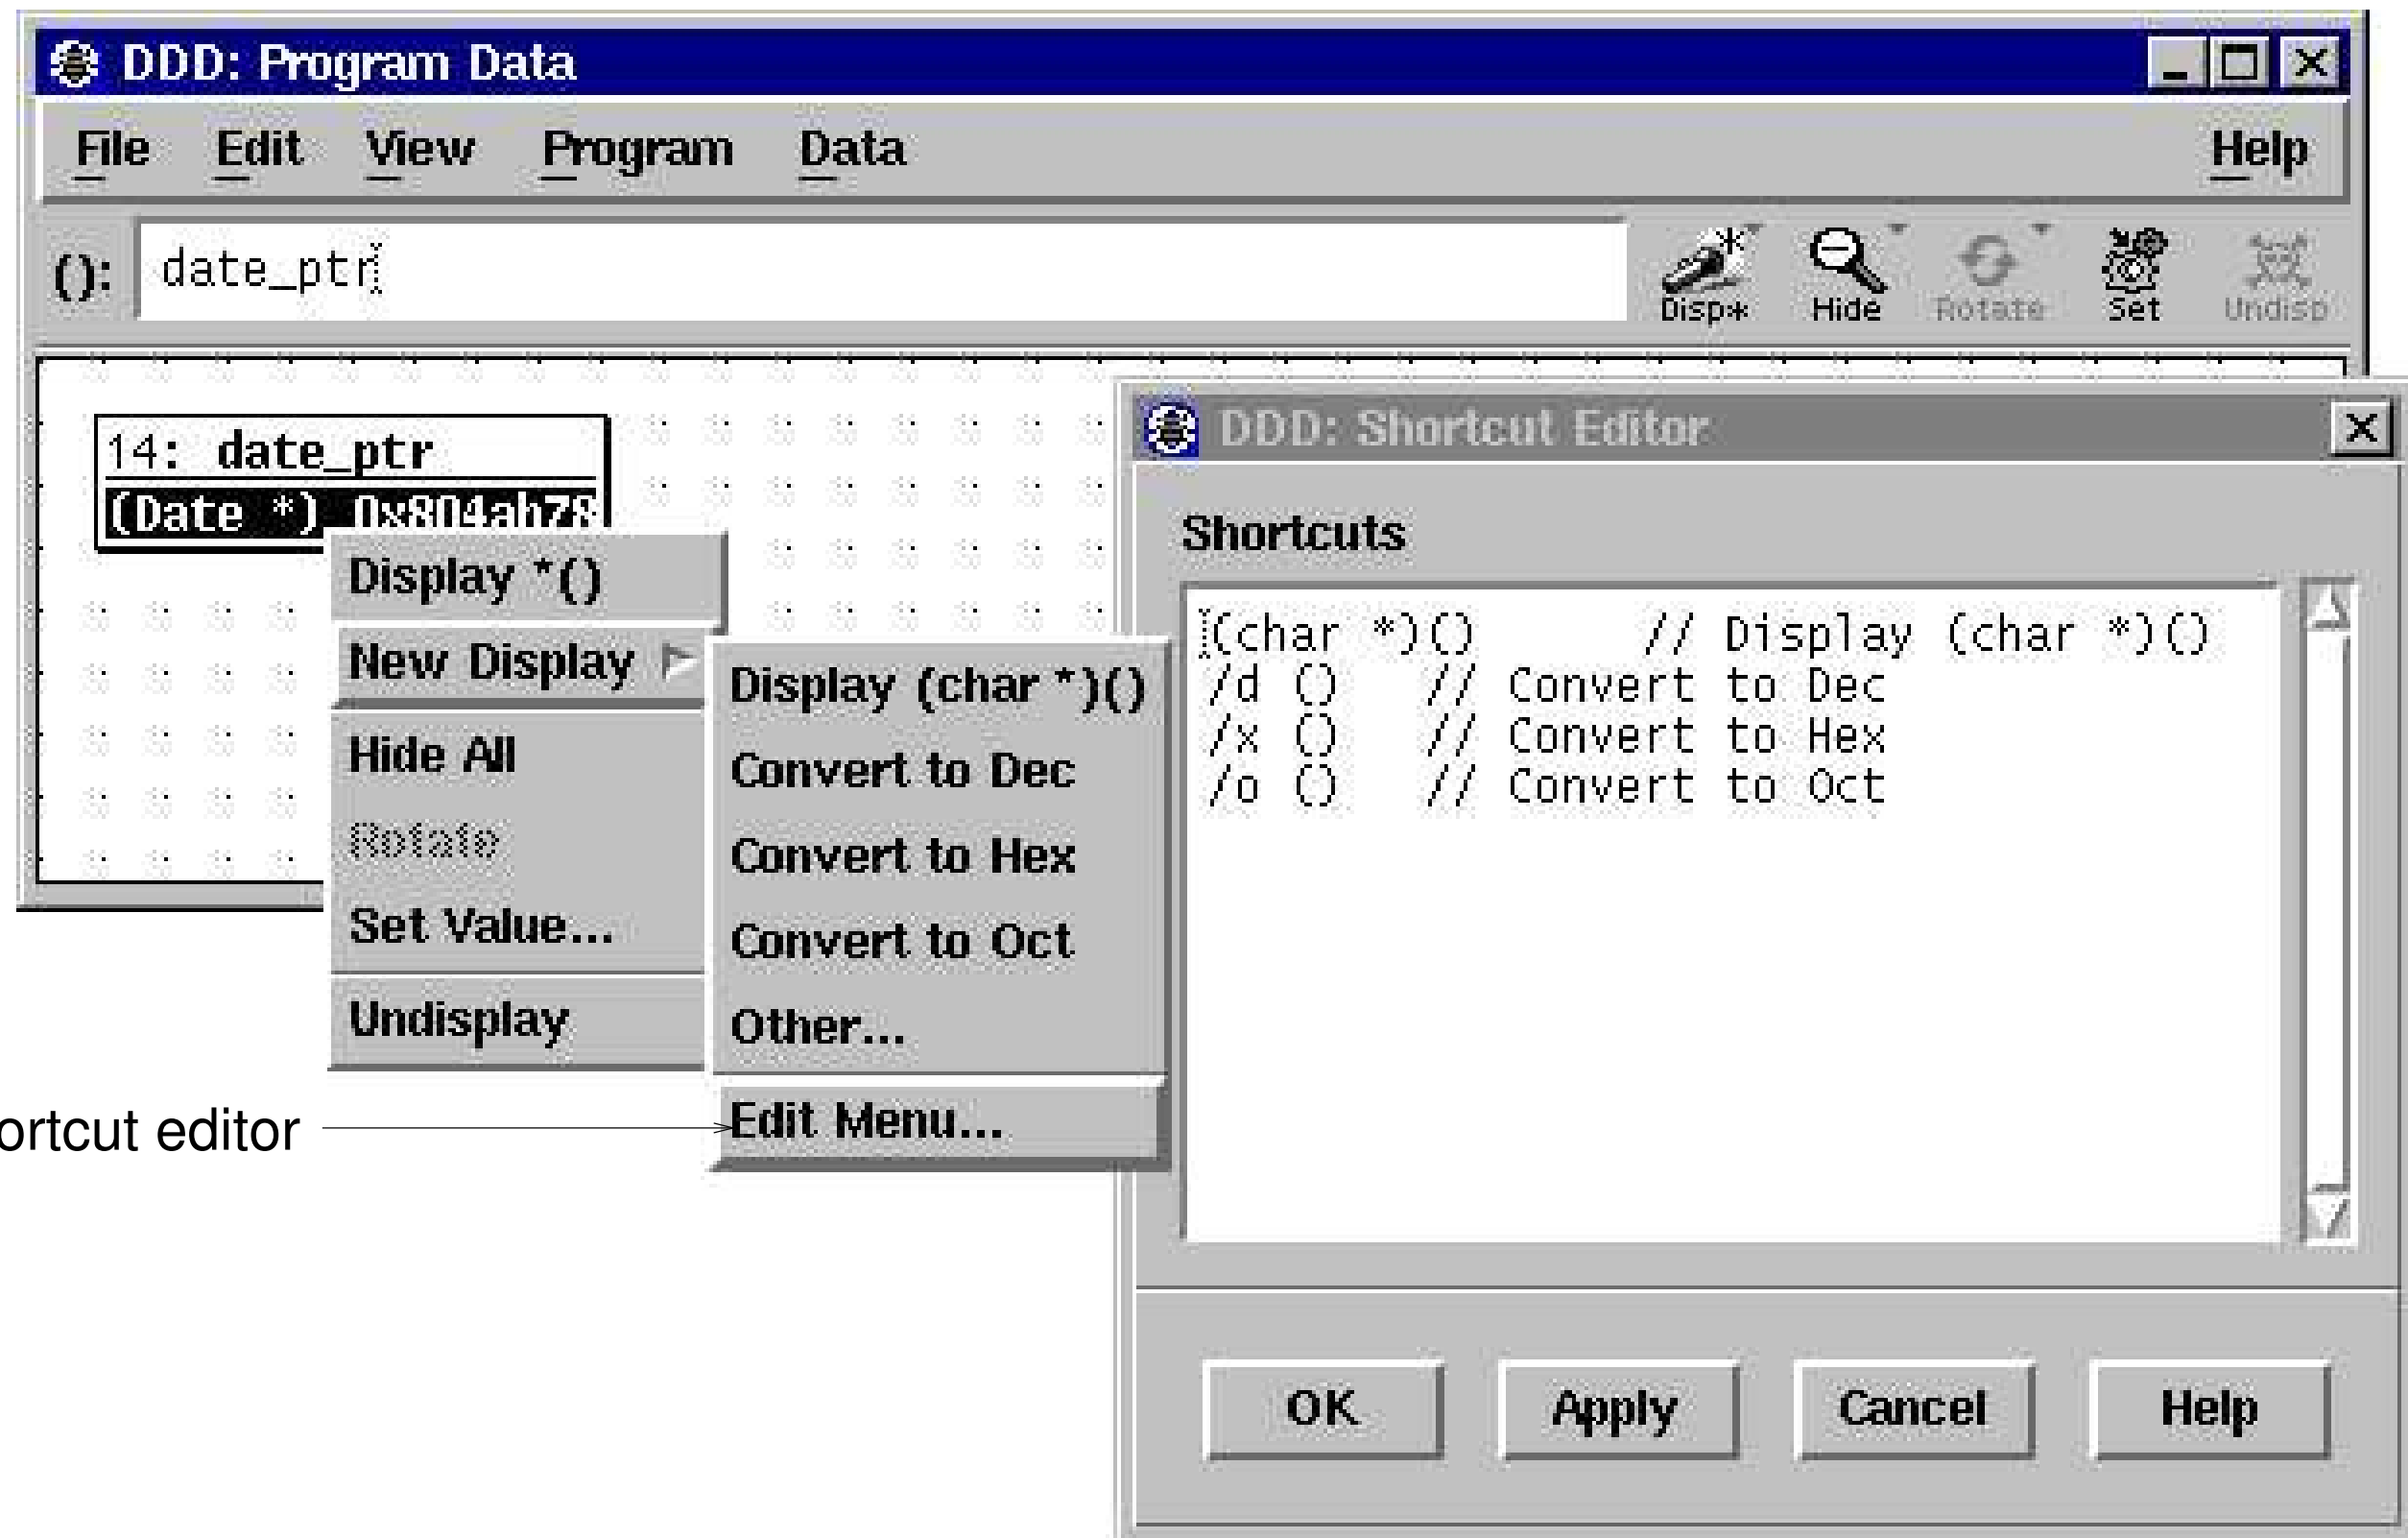 DDD: Program Data
File Edit View Program Data Help
(): date_ptr
Disp* Hide Rotate Set Undisp
14: date_ptr
(Date *) 0x804ab78
Display *()
New Display
Hide All
Rotate
Set Value...
Undisplay
Display (char *)()
Convert to Dec
Convert to Hex
Convert to Oct
Other...
Edit Menu...
ortcut editor
DDD: Shortcut Editor
Shortcuts
(char *)() // Display (char *)()
/d () // Convert to Dec
/x () // Convert to Hex
/o () // Convert to Oct
OK Apply Cancel Help